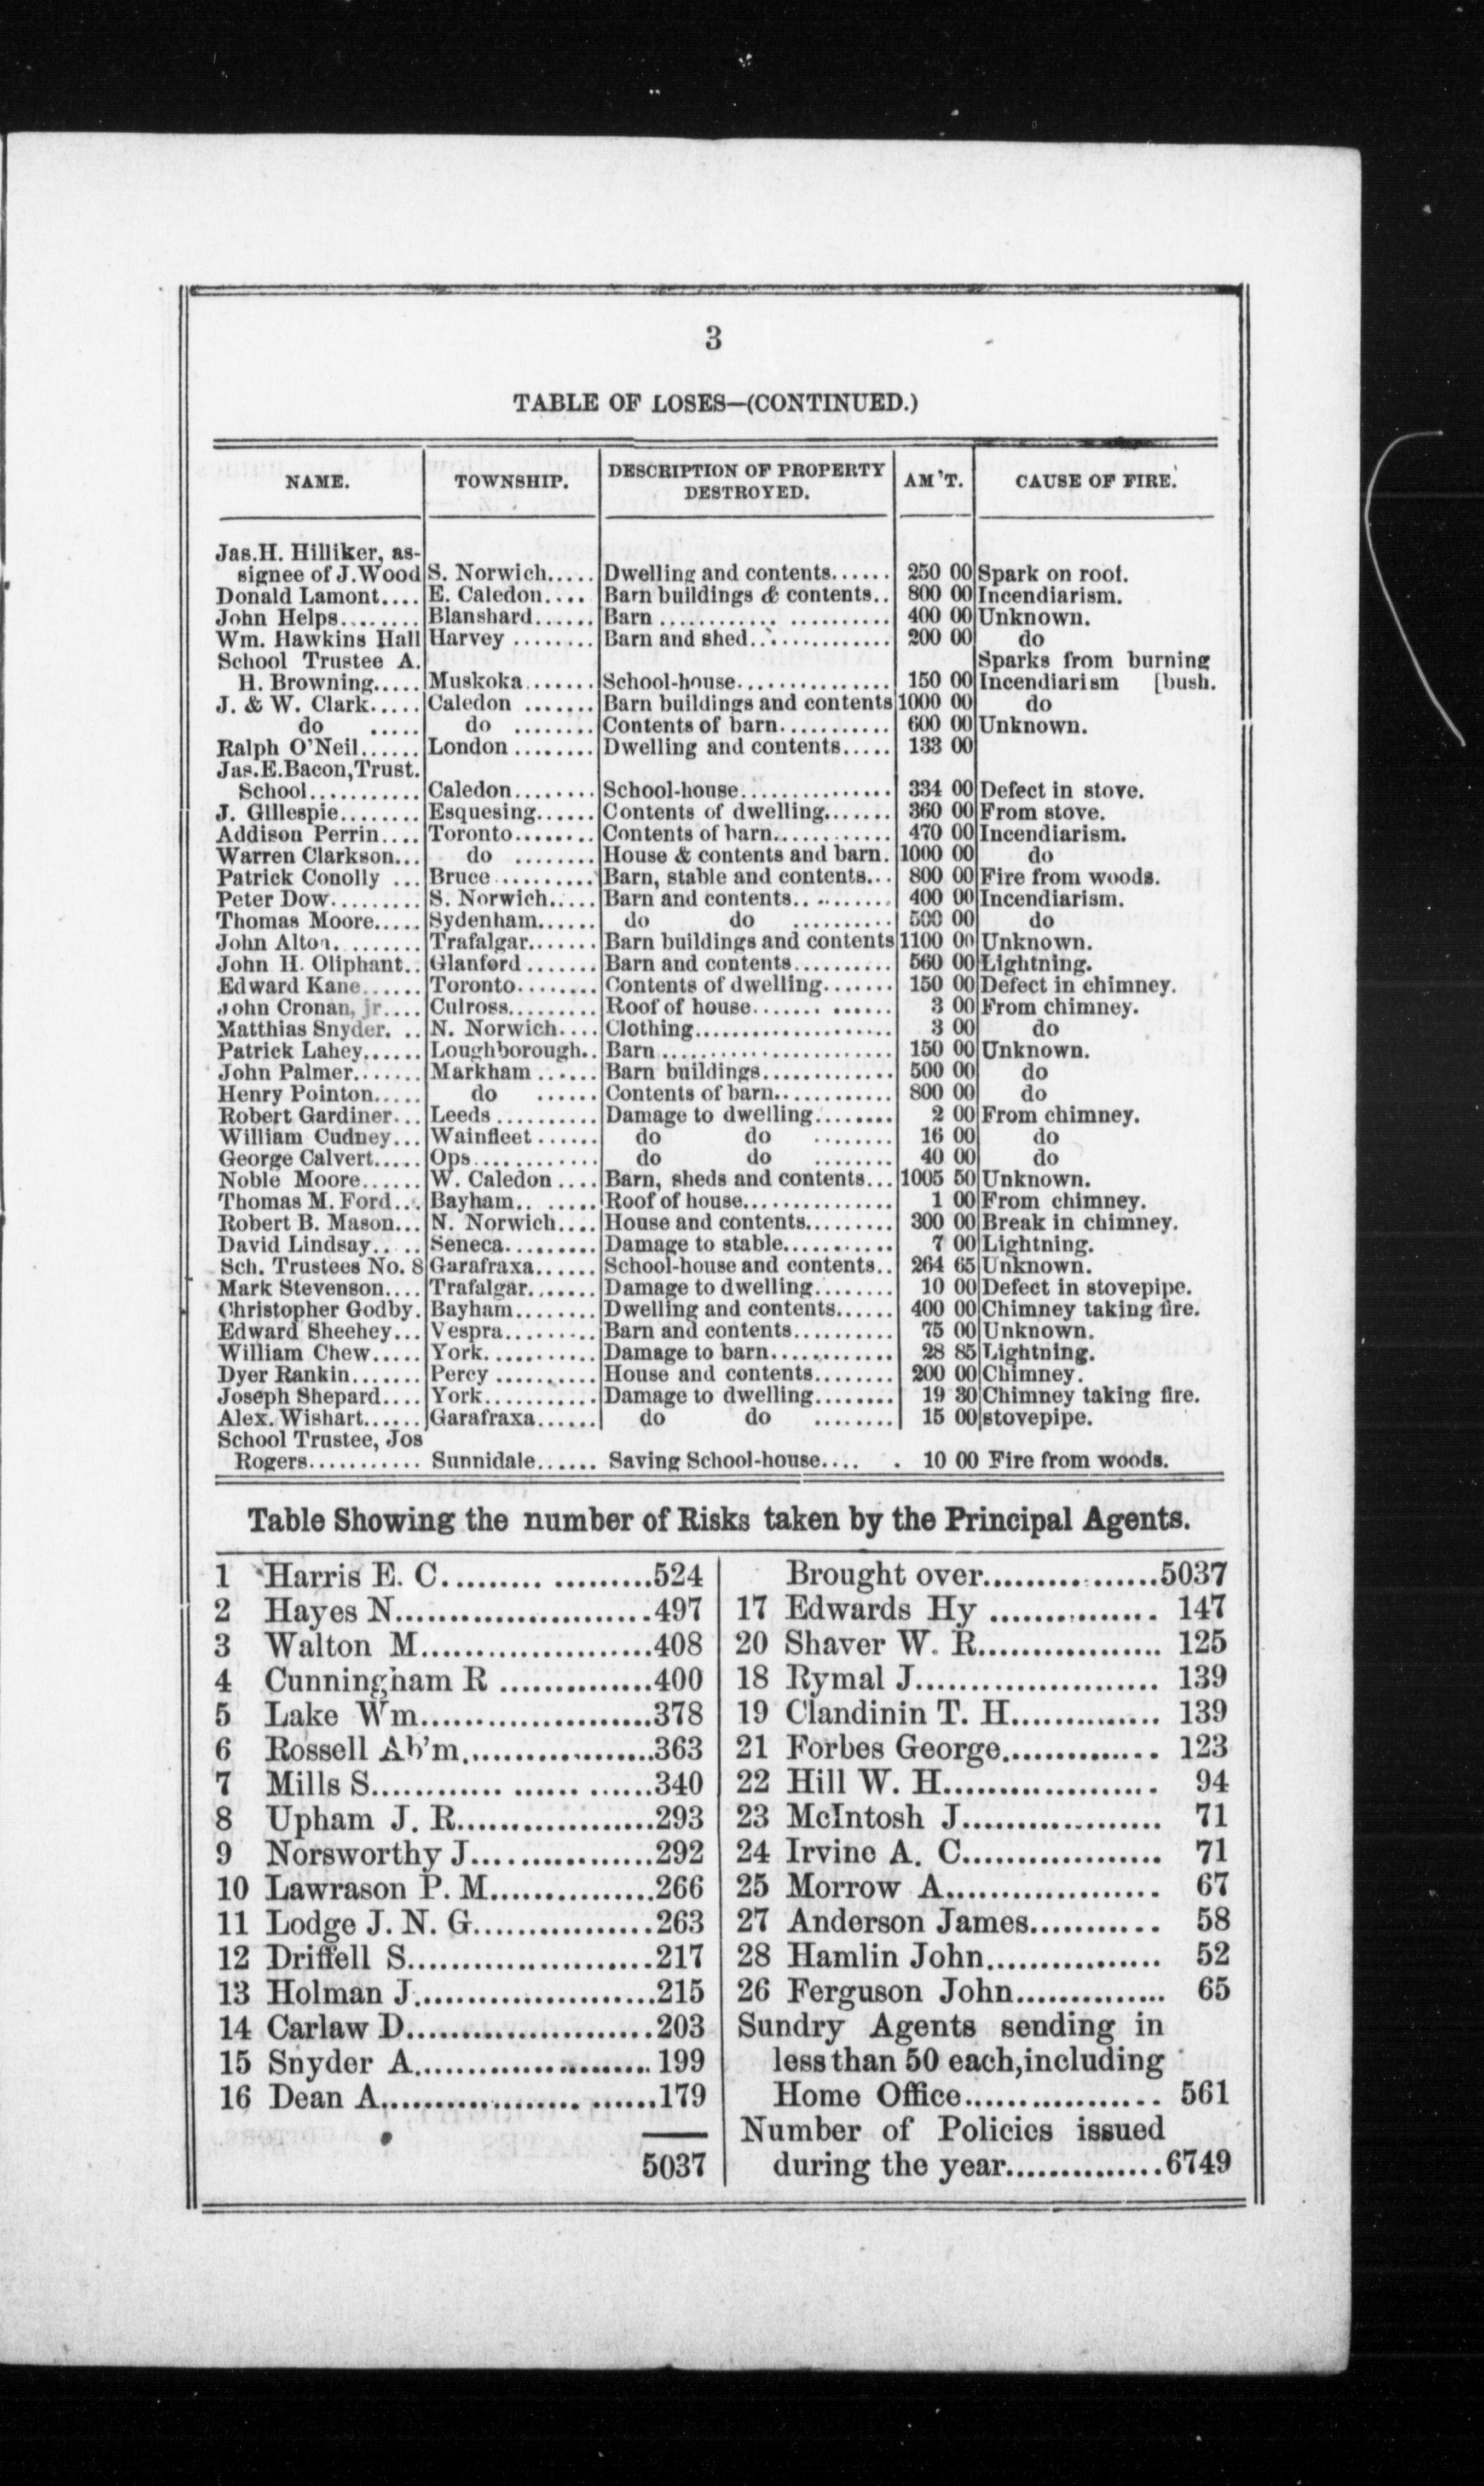 3
TABLE OF LOSES—(CONTINUED.)
NAME. TOWNSHIP. DESCRIPTION OF PROPERTY DESTROYED. AM'T. CAUSE OF FIRE.
Jas.H. Hilliker, as-
signee of J.Wood S. Norwich..... Dwelling and contents...... 250 00 Spark on roof.
Donald Lamont.... E. Caledon.... Barn buildings & contents.. 800 00 Incendiarism.
John Helps........ Blanshard...... Barn ........... .......... 400 00 Unknown.
Wm. Hawkins Hall Harvey ........ Barn and shed.............. 200 00 do
School Trustee A. Sparks from burning
H. Browning..... Muskoka....... School-house............... 150 00 Incendiarism [bush.
J. & W. Clark..... Caledon ....... Barn buildings and contents 1000 00 do
do ..... do ........ Contents of barn........... 600 00 Unknown.
Ralph O'Neil...... London ........ Dwelling and contents..... 133 00
Jas.E.Bacon,Trust.
School........... Caledon........ School-house............... 334 00 Defect in stove.
J. Gillespie........ Esquesing...... Contents of dwelling....... 360 00 From stove.
Addison Perrin.... Toronto........ Contents of barn............ 470 00 Incendiarism.
Warren Clarkson... do ........ House & contents and barn. 1000 00 do
Patrick Conolly ... Bruce.......... Barn, stable and contents... 800 00 Fire from woods.
Peter Dow......... S. Norwich..... Barn and contents.......... 400 00 Incendiarism.
Thomas Moore..... Sydenham...... do do .......... 500 00 do
John Alton. ....... Trafalgar....... Barn buildings and contents 1100 00 Unknown.
John H. Oliphant.. Glanford ....... Barn and contents.......... 560 00 Lightning.
Edward Kane...... Toronto........ Contents of dwelling....... 150 00 Defect in chimney.
John Cronan, jr.... Culross......... Roof of house....... ...... 3 00 From chimney.
Matthias Snyder. .. N. Norwich.... Clothing.................... 3 00 do
Patrick Lahey...... Loughborough.. Barn ....................... 150 00 Unknown.
John Palmer....... Markham ...... Barn buildings............. 500 00 do
Henry Pointon..... do ...... Contents of barn............ 800 00 do
Robert Gardiner... Leeds .......... Damage to dwelling........ 2 00 From chimney.
William Cudney... Wainfleet...... do do ........ 16 00 do
George Calvert..... Ops............. do do ........ 40 00 do
Noble Moore...... W. Caledon .... Barn, sheds and contents... 1005 50 Unknown.
Thomas M. Ford... Bayham.. ...... Roof of house............... 1 00 From chimney.
Robert B. Mason... N. Norwich.... House and contents......... 300 00 Break in chimney.
David Lindsay..... Seneca......... Damage to stable........... 7 00 Lightning.
Sch. Trustees No. 8 Garafraxa...... School-house and contents.. 264 65 Unknown.
Mark Stevenson.... Trafalgar....... Damage to dwelling........ 10 00 Defect in stovepipe.
Christopher Godby. Bayham........ Dwelling and contents...... 400 00 Chimney taking fire.
Edward Sheehey... Vespra......... Barn and contents.......... 75 00 Unknown.
William Chew..... York........... Damage to barn............. 28 85 Lightning.
Dyer Rankin....... Percy .......... House and contents........ 200 00 Chimney.
Joseph Shepard.... York........... Damage to dwelling........ 19 30 Chimney taking fire.
Alex. Wishart...... Garafraxa...... do do ........ 15 00 stovepipe.
School Trustee, Jos
Rogers........... Sunnidale...... Saving School-house.... . 10 00 Fire from woods.
Table Showing the number of Risks taken by the Principal Agents.
1 Harris E. C.......... .........524
2 Hayes N........................497
3 Walton M......................408
4 Cunningham R ..............400
5 Lake Wm......................378
6 Rossell Ab'm..................363
7 Mills S............ ...... ......340
8 Upham J. R...................293
9 Norsworthy J.................292
10 Lawrason P. M...............266
11 Lodge J. N. G.................263
12 Driffell S.......................217
13 Holman J.......................215
14 Carlaw D.......................203
15 Snyder A.......................199
16 Dean A................... ......179
5037
Brought over.................5037
17 Edwards Hy ............... 147
20 Shaver W. R................. 125
18 Rymal J....................... 139
19 Clandinin T. H.............. 139
21 Forbes George............... 123
22 Hill W. H.................... 94
23 McIntosh J................... 71
24 Irvine A. C................... 71
25 Morrow A.................... 67
27 Anderson James........... 58
28 Hamlin John................ 52
26 Ferguson John.............. 65
Sundry Agents sending in
less than 50 each,including
Home Office................. 561
Number of Policies issued
during the year...............6749